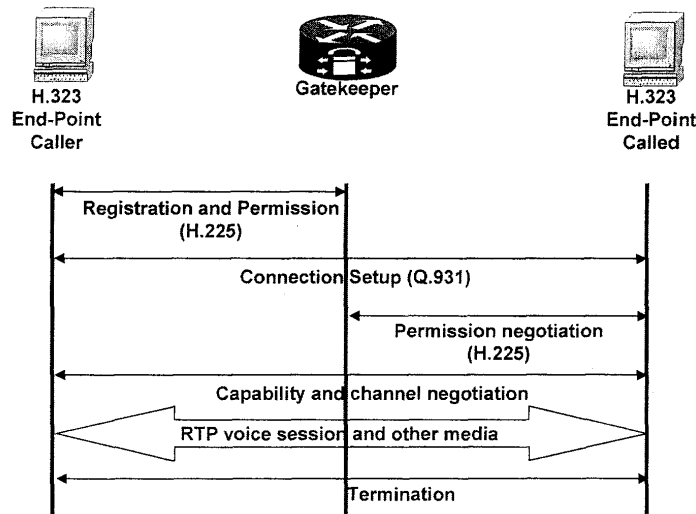 H.323
End-Point
Caller
Gatekeeper
H.323
End-Point
Called
Registration and Permission
(H.225)
Connection Setup (Q.931)
Permission negotiation
(H.225)
Capability and channel negotiation
RTP voice session and other media
Termination